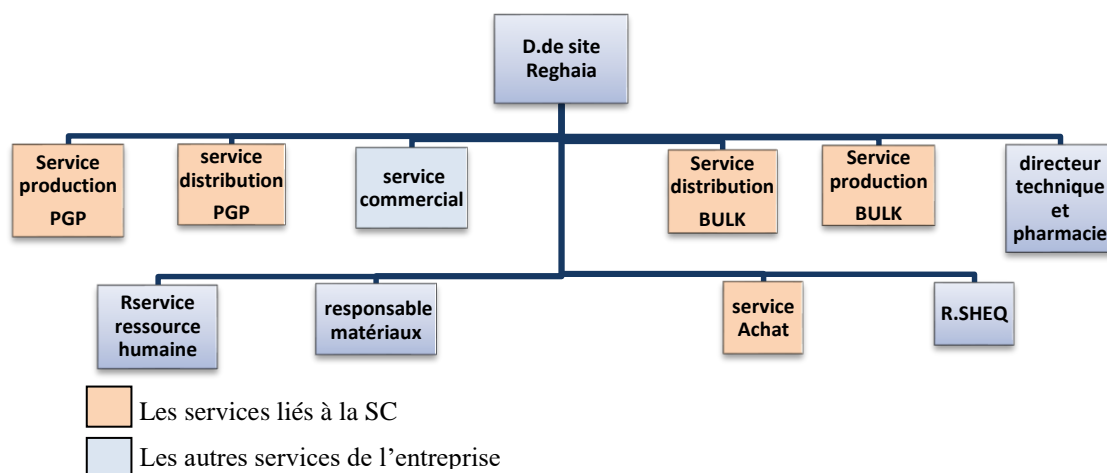 D.de site
Reghaia
Service
production
PGP
service
distribution
PGP
service
commercial
Service
distribution
BULK
Service
production
BULK
directeur
technique
et
pharmacie
Rservice
ressource
humaine
responsable
matériaux
service
Achat
R.SHEQ
Les services liés à la SC
Les autres services de l’entreprise